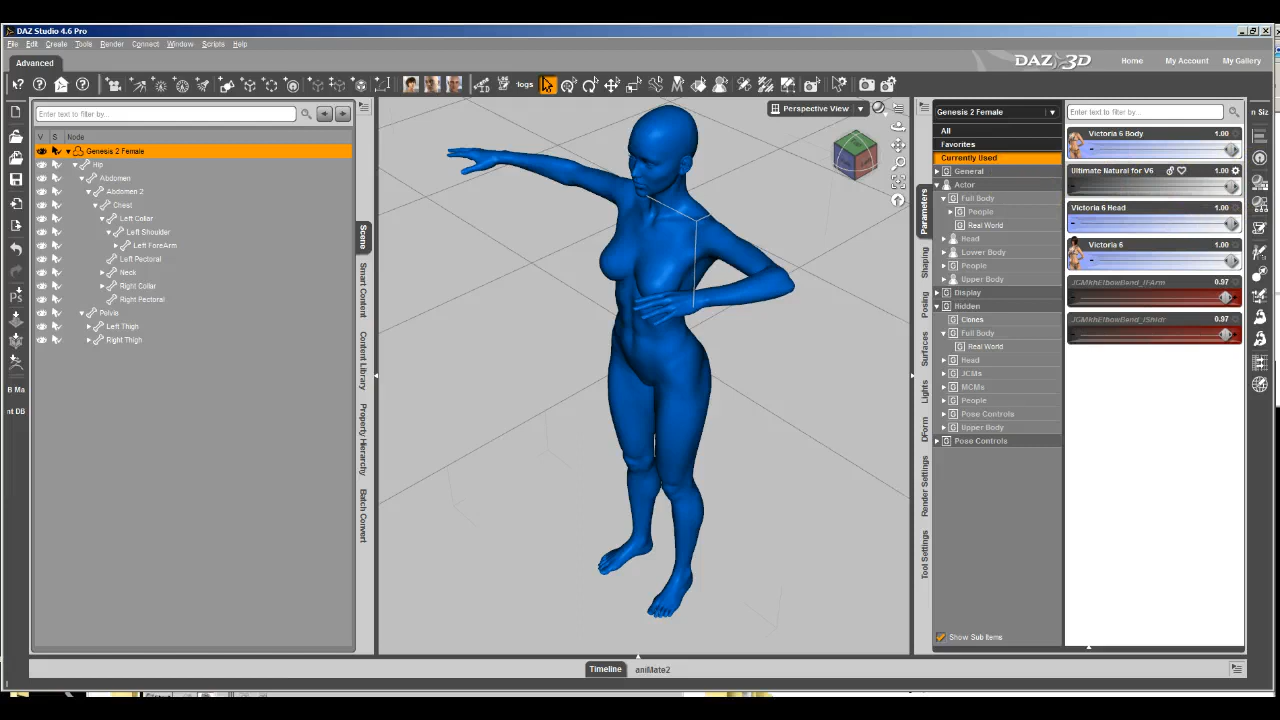 DAZ Studio 4.6 Pro
File Edit Create Tools Render Connect Window Scripts Help
Advanced
DAZ 3D
Home My Account My Gallery
-logs
Enter text to filter by...
V S Node
Genesis 2 Female
Hip
Abdomen
Abdomen 2
Chest
Left Collar
Left Shoulder
Left ForeArm
Left Pectoral
Neck
Right Collar
Right Pectoral
Pelvis
Left Thigh
Right Thigh
B Ma
nt DB
Scene
Smart Content
Content Library
Property Hierarchy
Batch Convert
Perspective View
Parameters
Shaping
Posing
Surfaces
Lights
DForm
Render Settings
Tool Settings
Genesis 2 Female
All
Favorites
Currently Used
General
Actor
Full Body
People
Real World
Head
Lower Body
People
Upper Body
Display
Hidden
Clones
Full Body
Real World
Head
JCMs
MCMs
People
Pose Controls
Upper Body
Pose Controls
Show Sub Items
Enter text to filter by...
Victoria 6 Body 1.00
Ultimate Natural for V6 1.00
Victoria 6 Head 1.00
Victoria 6 1.00
JCMkhElbowBend_lFArm 0.97
JCMkhElbowBend_lShldr 0.97
n Siz
Timeline aniMate2